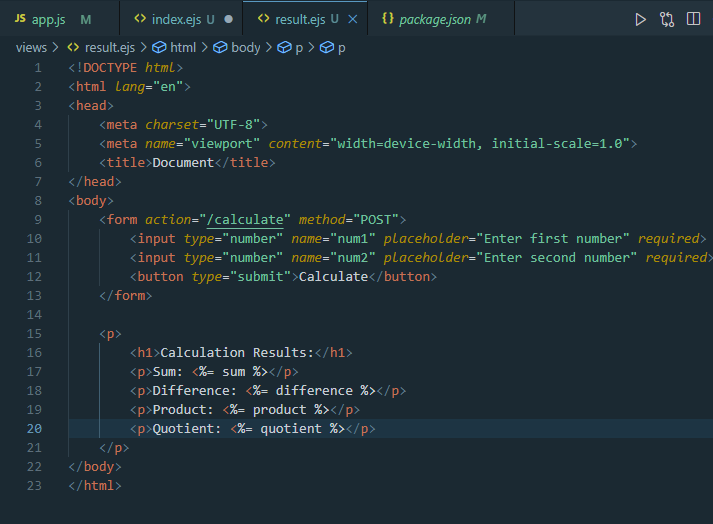 JS app.js M <> index.ejs U ● <> result.ejs U × {} package.json M
views > <> result.ejs > html > body > p > p
1 <!DOCTYPE html>
2 <html lang="en">
3 <head>
4 <meta charset="UTF-8">
5 <meta name="viewport" content="width=device-width, initial-scale=1.0">
6 <title>Document</title>
7 </head>
8 <body>
9 <form action="/calculate" method="POST">
10 <input type="number" name="num1" placeholder="Enter first number" required>
11 <input type="number" name="num2" placeholder="Enter second number" required>
12 <button type="submit">Calculate</button>
13 </form>
14
15 <p>
16 <h1>Calculation Results:</h1>
17 <p>Sum: <%= sum %></p>
18 <p>Difference: <%= difference %></p>
19 <p>Product: <%= product %></p>
20 <p>Quotient: <%= quotient %></p>
21 </p>
22 </body>
23 </html>